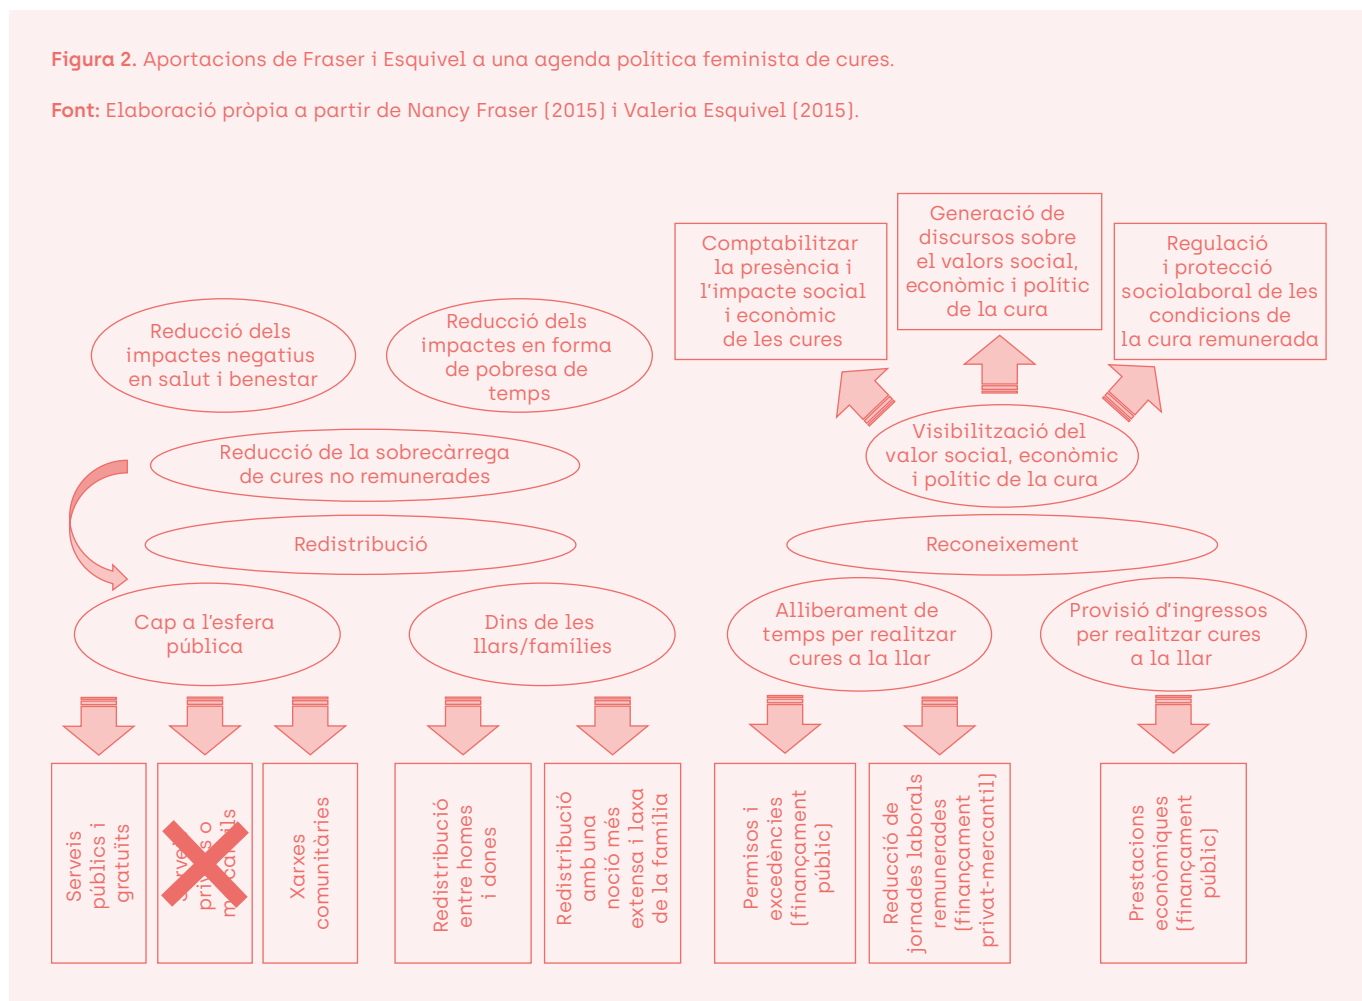 Figura 2. Aportacions de Fraser i Esquivel a una agenda política feminista de cures.
Font: Elaboració pròpia a partir de Nancy Fraser (2015) i Valeria Esquivel (2015).
Comptabilitzar
la presència i
l'impacte social
i econòmic
de les cures
Generació de
discursos sobre
el valors social,
econòmic i polític
de la cura
Regulació
i protecció
sociolaboral de les
condicions de
la cura remunerada
Reducció dels
impactes negatius
en salut i benestar
Reducció dels
impactes en forma
de pobresa de
temps
Visibilització del
valor social, econòmic
i polític de la cura
Reducció de la sobrecàrrega
de cures no remunerades
Redistribució
Reconeixement
Cap a l'esfera
pública
Dins de les
llars/famílies
Alliberament de
temps per realitzar
cures a la llar
Provisió d'ingressos
per realitzar cures
a la llar
Serveis
públics i
gratuïts
o
Xarxes
comunitàries
Redistribució
entre homes
i dones
Redistribució
amb una
noció més
extensa i laxa
de la família
Permisos i
excedències
(finançament
públic)
Reducció de
jornades laborals
remunerades
(finançament
privat-mercantil)
Prestacions
econòmiques
(finançament
públic)